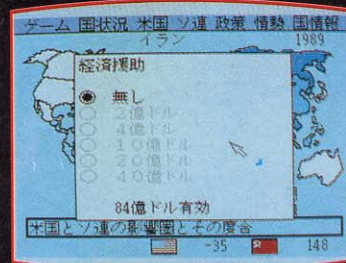 ゲーム 国状況 米国 ソ連 政策 情勢 国情報
イラン 1989
経済援助
無し
2億ドル
4億ドル
10億ドル
20億ドル
40億ドル
84億ドル有効
米国とソ連の影響圏とその度合
-35 148